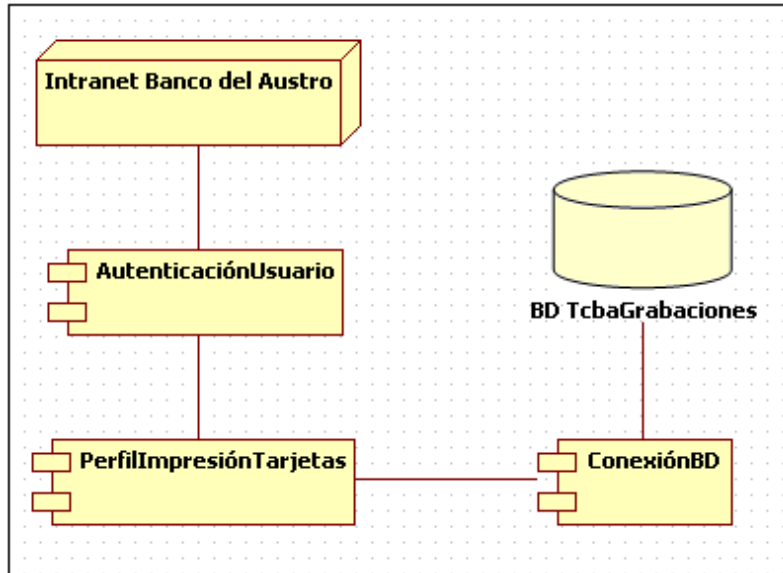 Intranet Banco del Austro
AutenticaciónUsuario
BD TcbaGrabaciones
PerfilImpresiónTarjetas
ConexiónBD